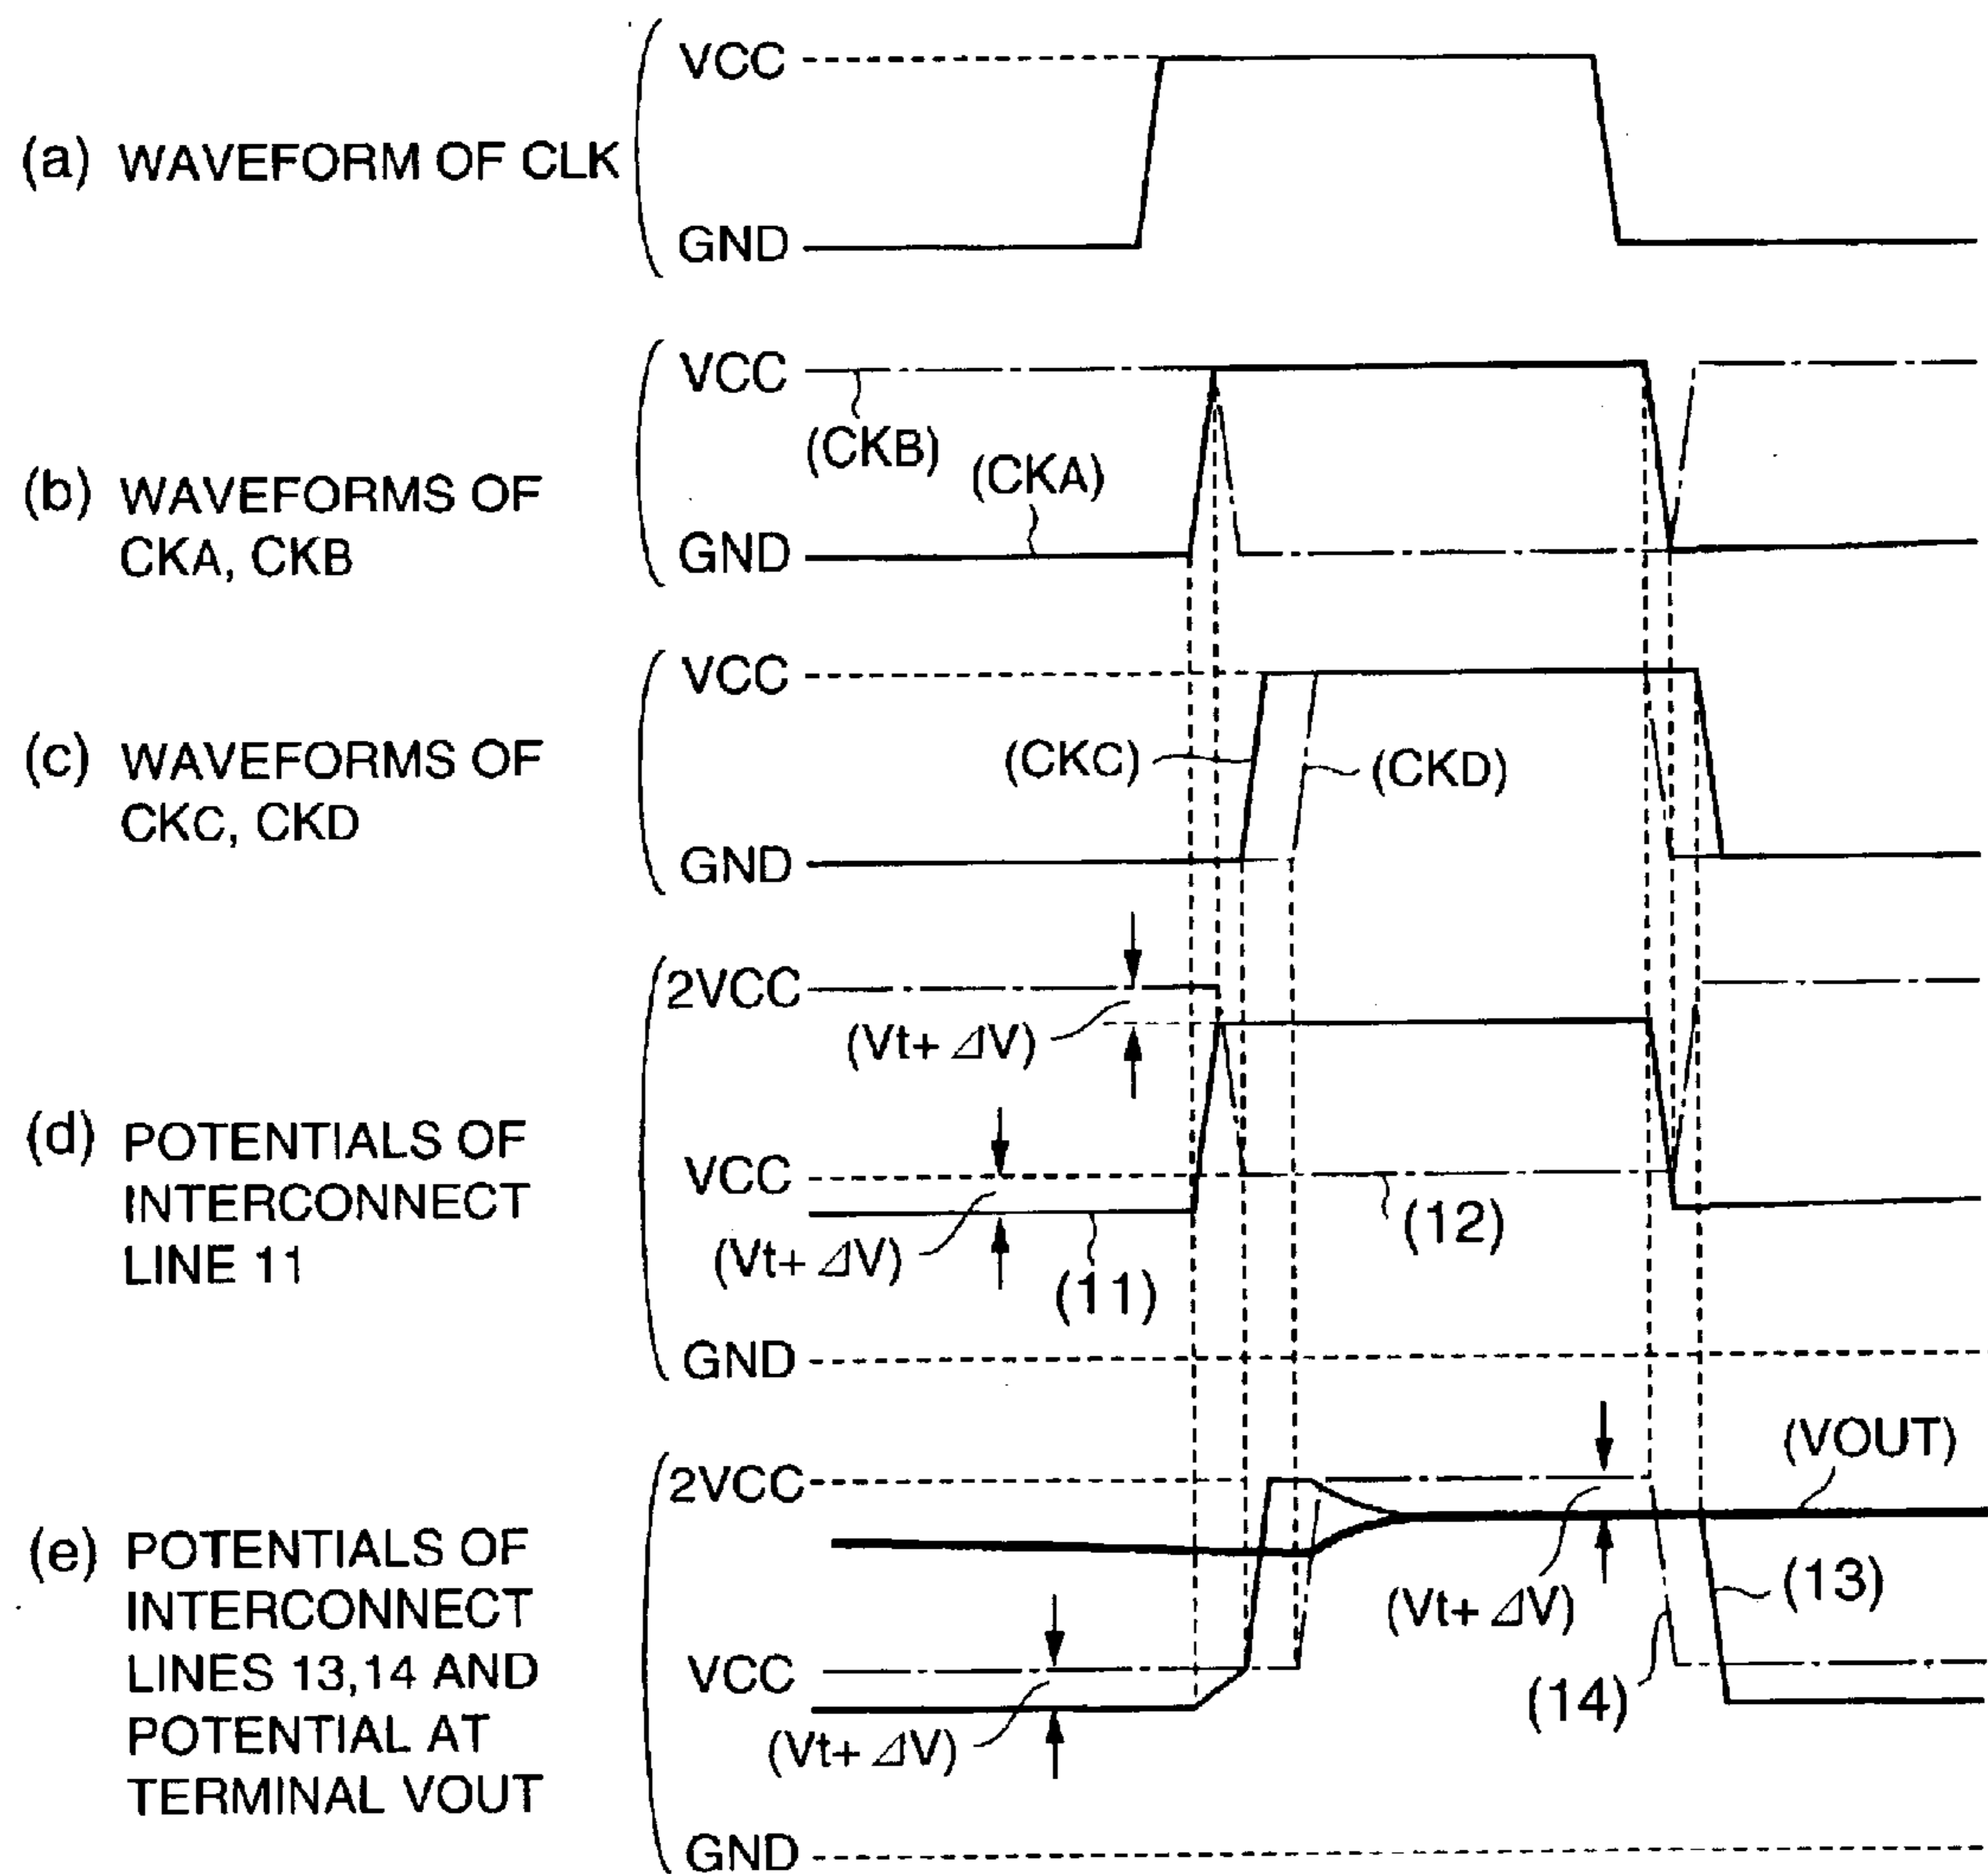 VCC
(a) WAVEFORM OF CLK
GND
VCC
(CKB)
(CKA)
(b) WAVEFORMS OF
CKA, CKB
GND
VCC
(c) WAVEFORMS OF
CKC, CKD
(CKC)
(CKD)
GND
2VCC
(Vt+ ⊿V)
(d) POTENTIALS OF
INTERCONNECT
LINE 11
VCC
(Vt+ ⊿V)
(11)
(12)
GND
(VOUT)
2VCC
(e) POTENTIALS OF
INTERCONNECT
LINES 13,14 AND
POTENTIAL AT
TERMINAL VOUT
(Vt+ ⊿V)
(13)
VCC
(14)
(Vt+ ⊿V)
GND